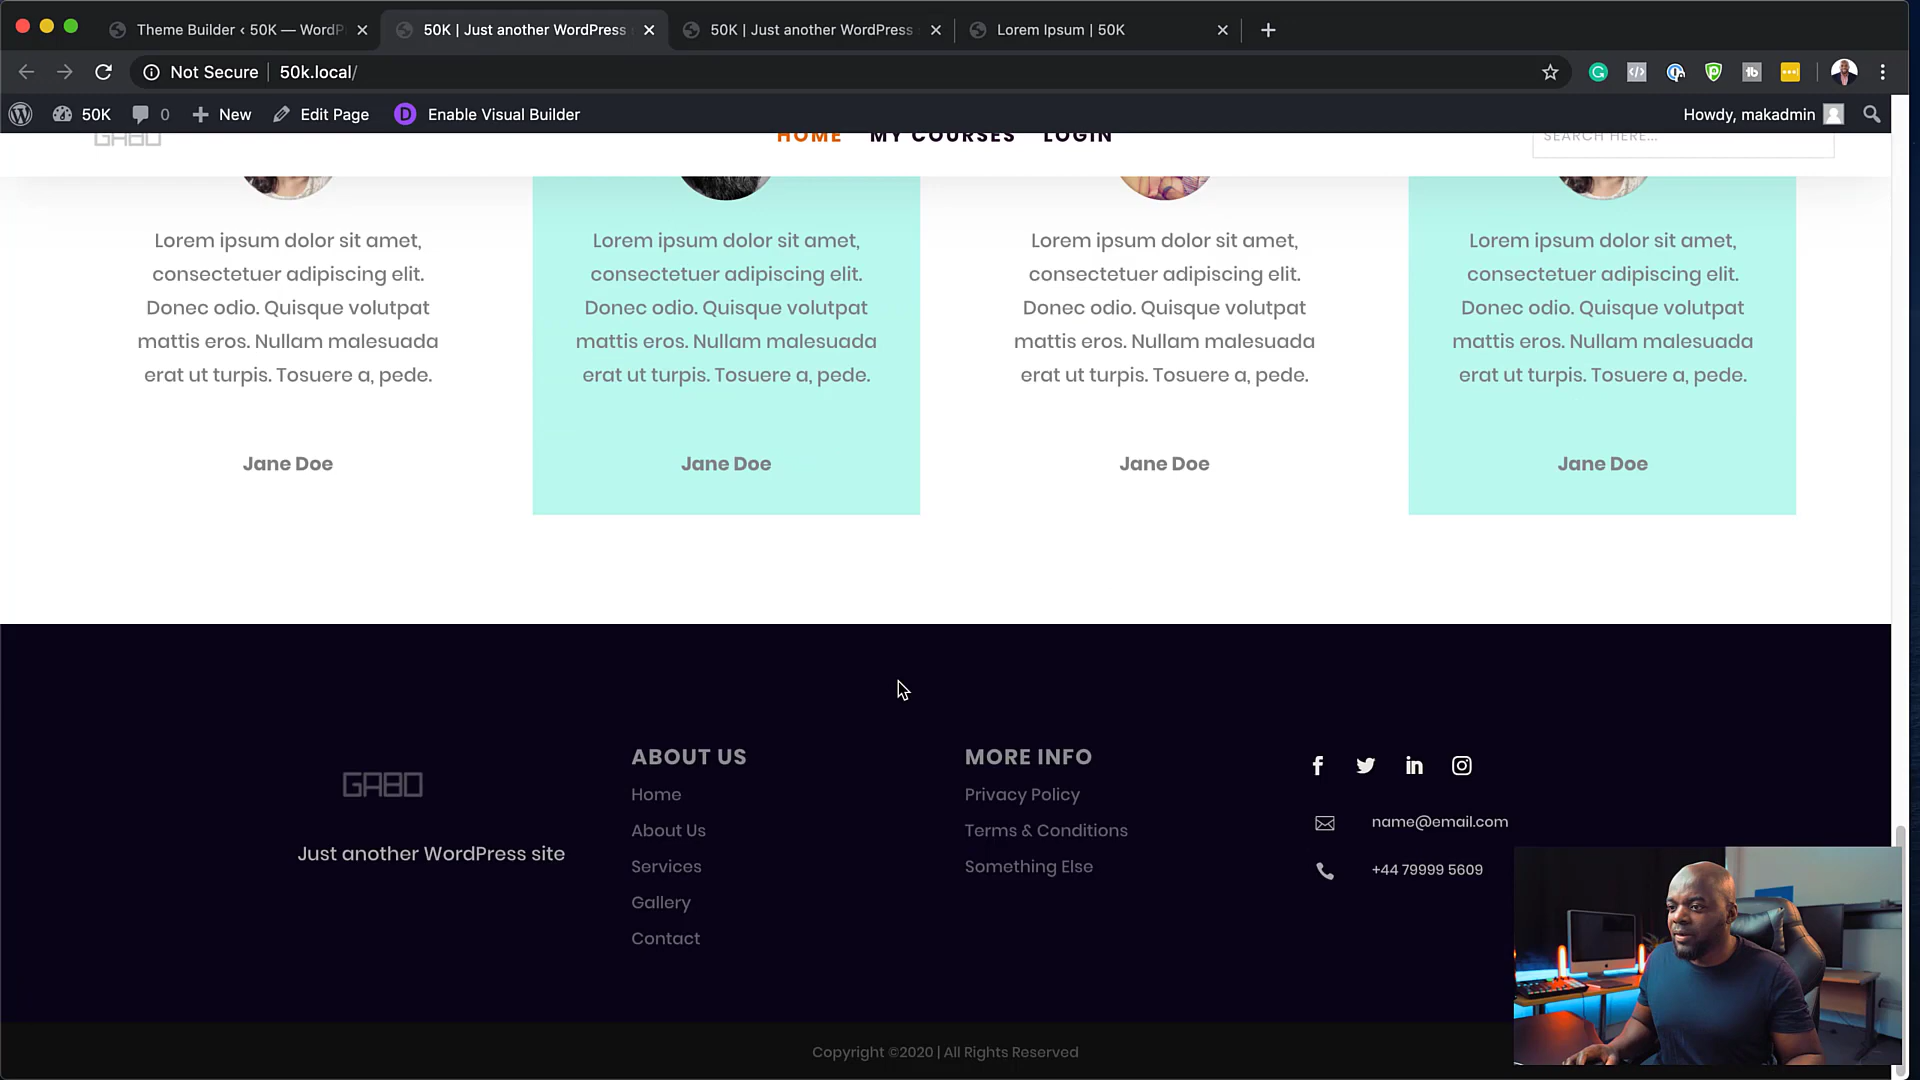 Theme Builder ‹ 50K — WordP
50K | Just another WordPress
50K | Just another WordPress
Lorem Ipsum | 50K
Not Secure
50k.local/
50K
0
New
Edit Page
Enable Visual Builder
Howdy, makadmin
GABO
HOME
MY COURSES
LOGIN
SEARCH HERE...
Lorem ipsum dolor sit amet,
consectetuer adipiscing elit.
Donec odio. Quisque volutpat
mattis eros. Nullam malesuada
erat ut turpis. Tosuere a, pede.
Jane Doe
Lorem ipsum dolor sit amet,
consectetuer adipiscing elit.
Donec odio. Quisque volutpat
mattis eros. Nullam malesuada
erat ut turpis. Tosuere a, pede.
Jane Doe
Lorem ipsum dolor sit amet,
consectetuer adipiscing elit.
Donec odio. Quisque volutpat
mattis eros. Nullam malesuada
erat ut turpis. Tosuere a, pede.
Jane Doe
Lorem ipsum dolor sit amet,
consectetuer adipiscing elit.
Donec odio. Quisque volutpat
mattis eros. Nullam malesuada
erat ut turpis. Tosuere a, pede.
Jane Doe
GABO
Just another WordPress site
ABOUT US
Home
About Us
Services
Gallery
Contact
MORE INFO
Privacy Policy
Terms & Conditions
Something Else
name@email.com
+44 79999 5609
Copyright ©2020 | All Rights Reserved